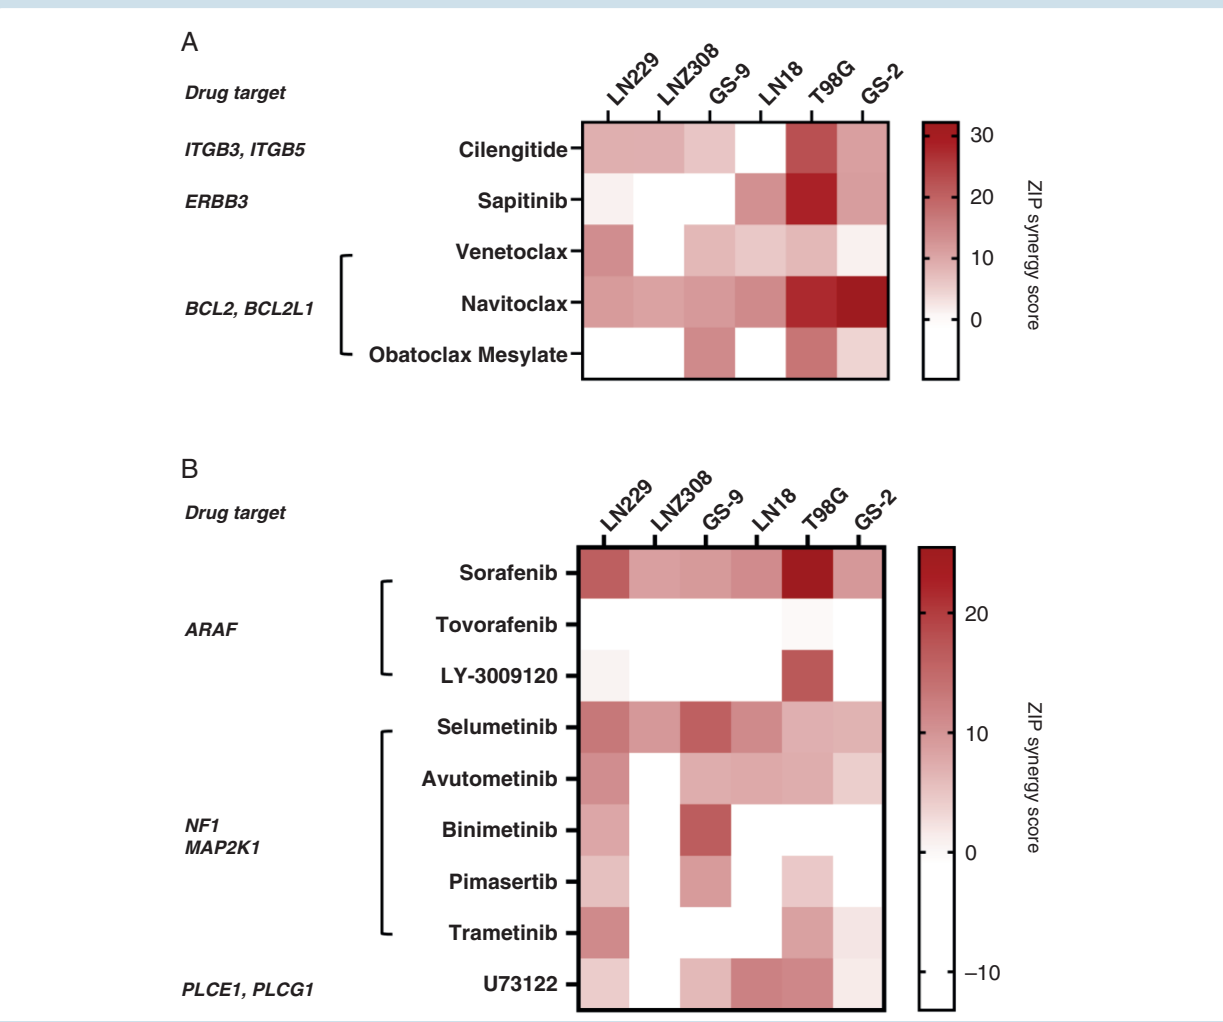 A
LN229 LNZ308 GS-9 LN18 T98G GS-2
Drug target
ITGB3, ITGB5
ERBB3
BCL2, BCL2L1
Cilengitide
Sapitinib
Venetoclax
Navitoclax
Obatoclax Mesylate
30
20
10
0
ZIP synergy score
B
LN229 LNZ308 GS-9 LN18 T98G GS-2
Drug target
ARAF
NF1
MAP2K1
PLCE1, PLCG1
Sorafenib
Tovorafenib
LY-3009120
Selumetinib
Avutometinib
Binimetinib
Pimasertib
Trametinib
U73122
20
10
0
−10
ZIP synergy score